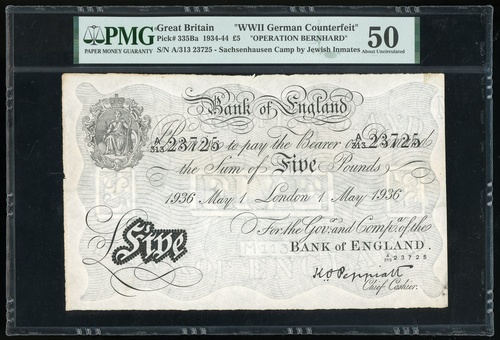 PMG
PAPER MONEY GUARANTY
Great Britain "WWII German Counterfeit"
Pick# 335Ba 1934-44 £5 "OPERATION BERNHARD"
S/N A/313 23725 - Sachsenhausen Camp by Jewish Inmates
50
About Uncirculated
Bank of England
A/313 23725 to pay the Bearer on A/313 23725
the Sum of Five Pounds
1936 May 1 London 1 May 1936
For the Gov:r and Comp:a of the
BANK OF ENGLAND.
A/313 23725
Five
K O Peppiatt
Chief Cashier.